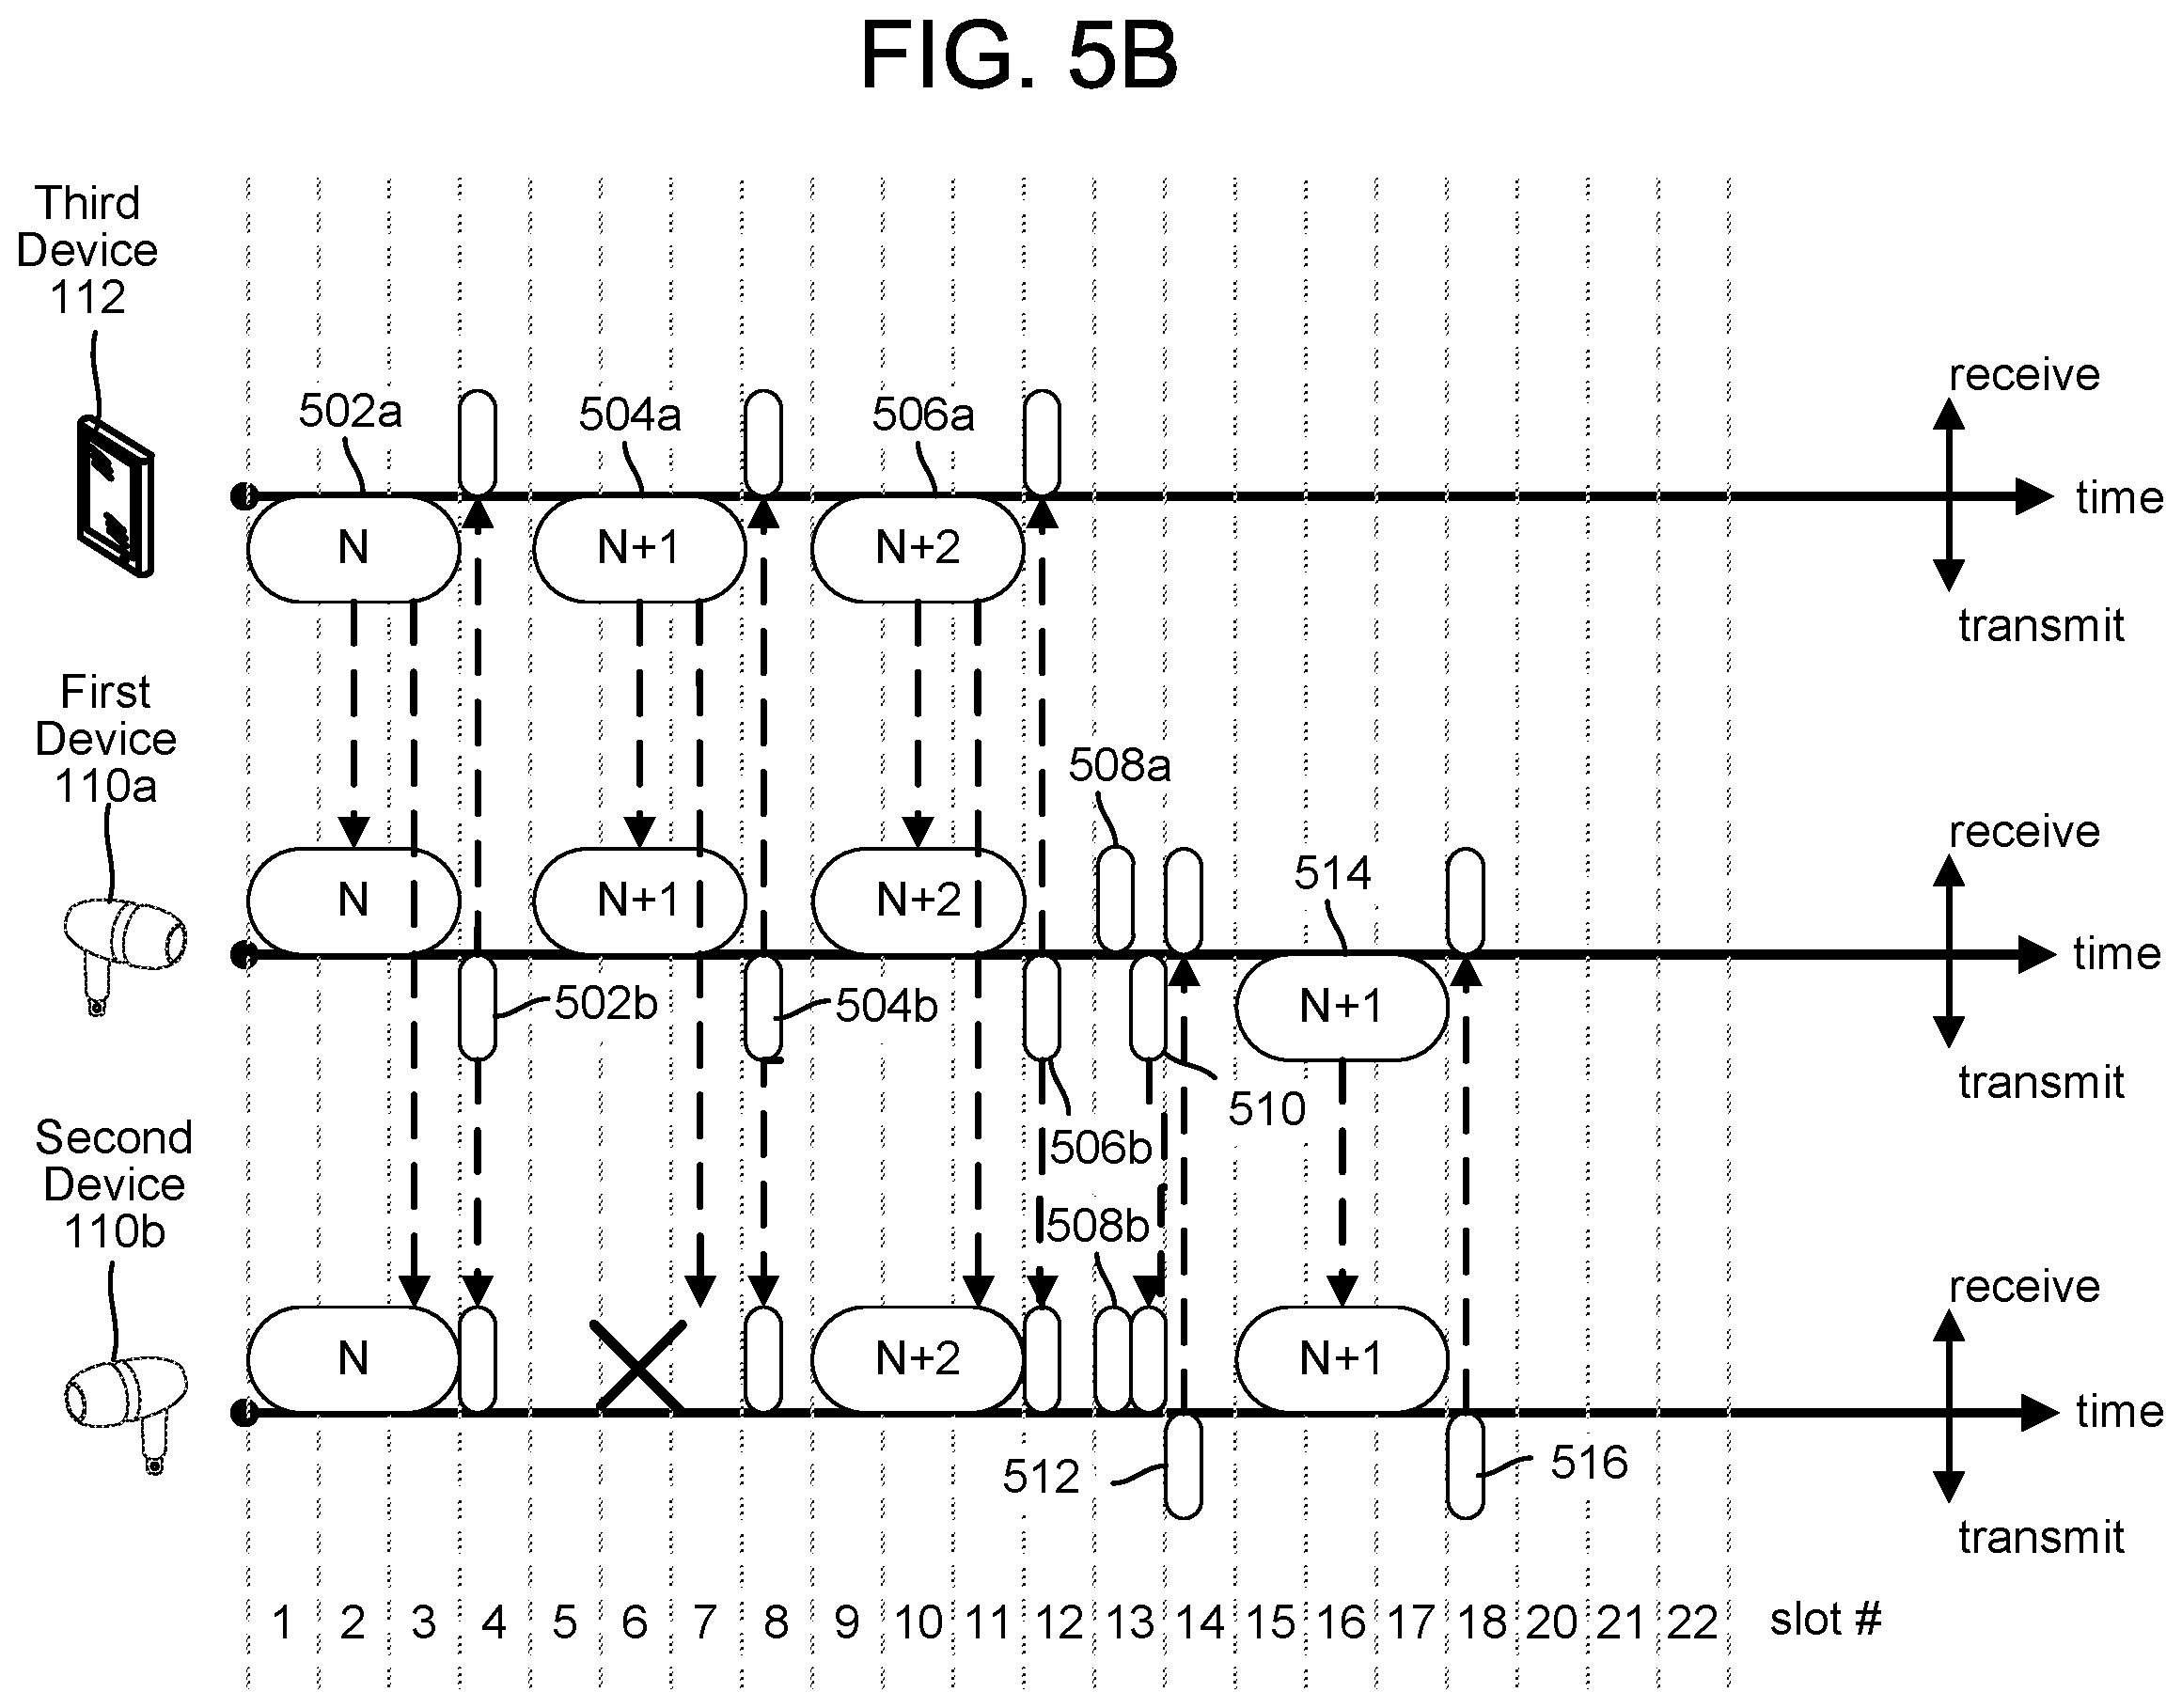 FIG. 5B
Third
Device
112
502a
504a
506a
receive
N
N+1
N+2
time
transmit
First
Device
110a
508a
receive
N
N+1
N+2
514
time
502b
504b
N+1
510
transmit
Second
Device
110b
506b
508b
receive
N
N+2
N+1
time
512
516
transmit
1 2 3 4 5 6 7 8 9 10 11 12 13 14 15 16 17 18 20 21 22 slot #